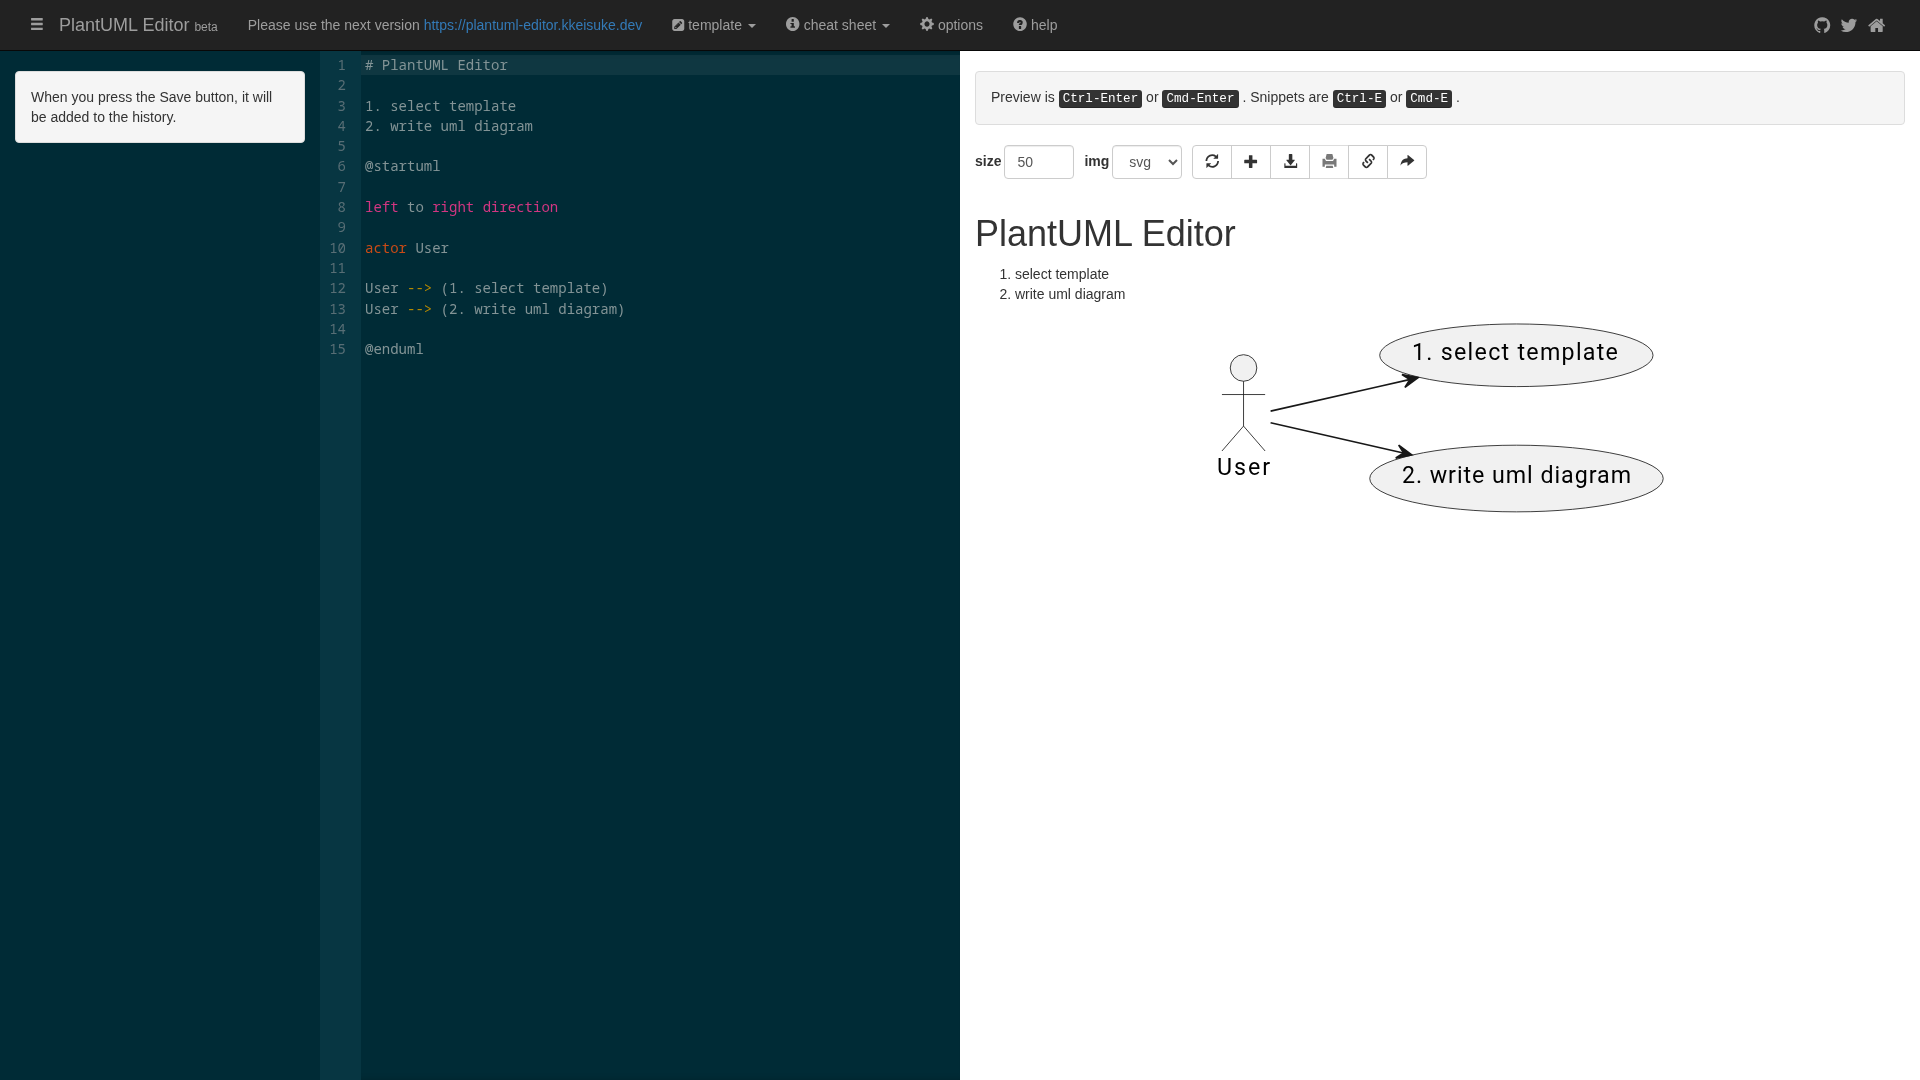 PlantUML Editor beta
Please use the next version https://plantuml-editor.kkeisuke.dev
template
cheat sheet
options
help
When you press the Save button, it will
be added to the history.
1 # PlantUML Editor
2
3 1. select template
4 2. write uml diagram
5
6 @startuml
7
8 left to right direction
9
10 actor User
11
12 User --> (1. select template)
13 User --> (2. write uml diagram)
14
15 @enduml
Preview is Ctrl-Enter or Cmd-Enter . Snippets are Ctrl-E or Cmd-E .
size 50 img svg
PlantUML Editor
1. select template
2. write uml diagram
1. select template
User
2. write uml diagram